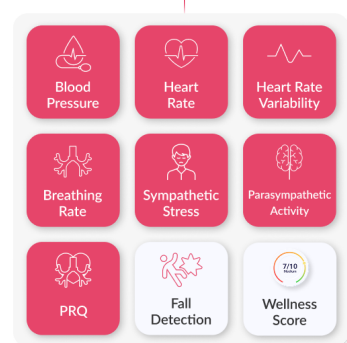 Blood
Pressure
Heart
Rate
Heart Rate
Variability
Breathing
Rate
Sympathetic
Stress
Parasympathetic
Activity
PRQ
Fall
Detection
7/10
Medium
Wellness
Score